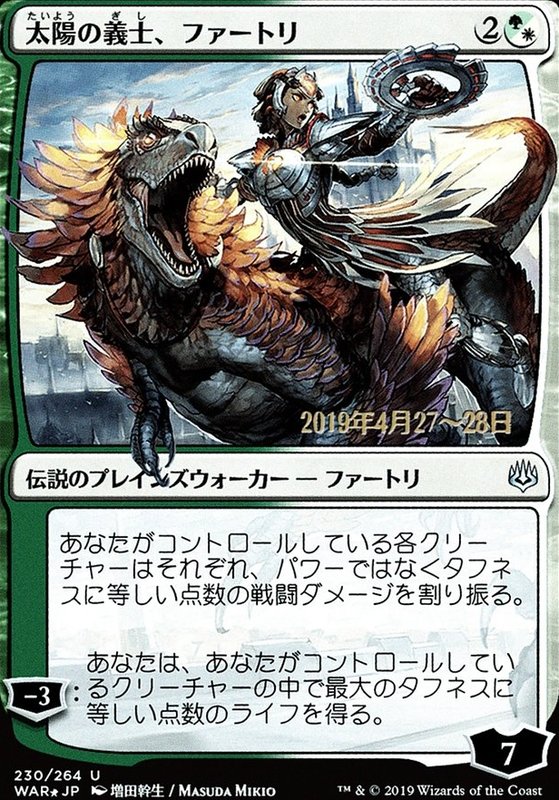 たいよう ぎし
太陽の義士、ファートリ 2
2019年4月27～28日
伝説のプレインズウォーカー — ファートリ
あなたがコントロールしている各クリー
チャーはそれぞれ、パワーではなくタフネ
スに等しい点数の戦闘ダメージを割り振る。
-3 : あなたは、あなたがコントロールしてい
るクリーチャーの中で最大のタフネスに
等しい点数のライフを得る。
7
230/264 U
WAR★JP 増田幹生 / MASUDA MIKIO ™ & © 2019 Wizards of the Coast